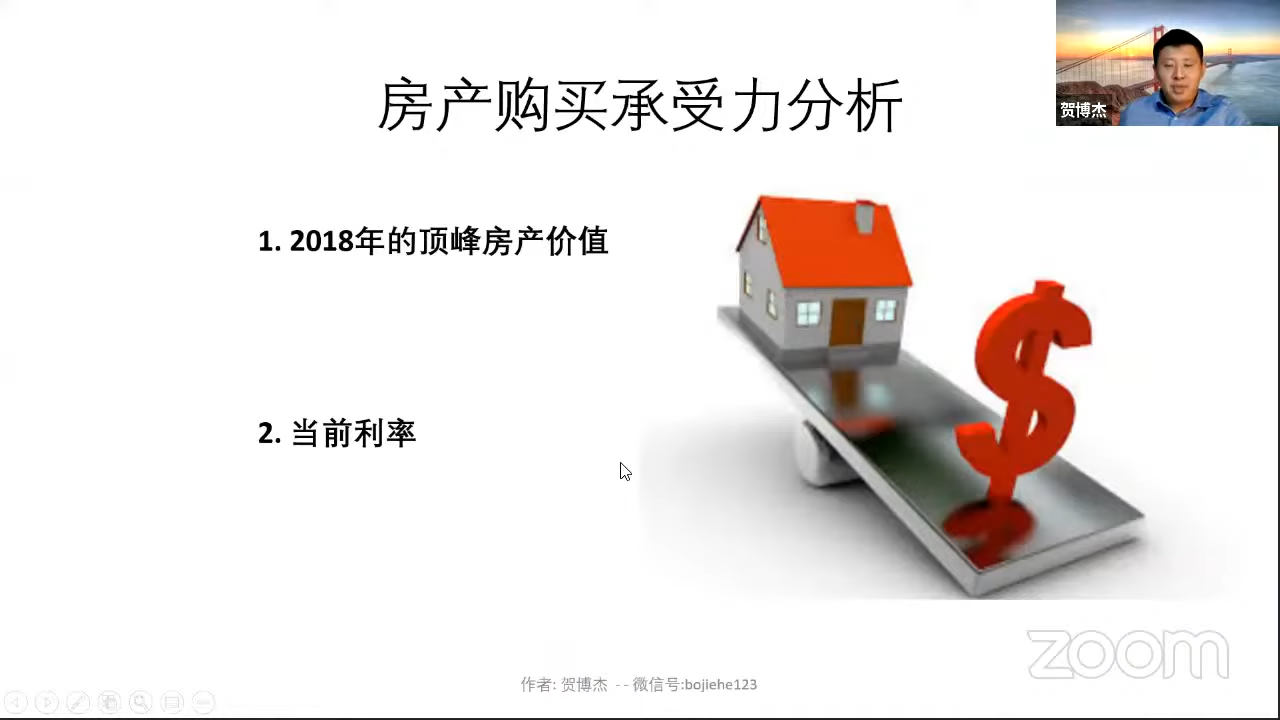 房产购买承受力分析
贺博杰
1. 2018年的顶峰房产价值
2. 当前利率
zoom
作者: 贺博杰 -- 微信号:bojiehe123